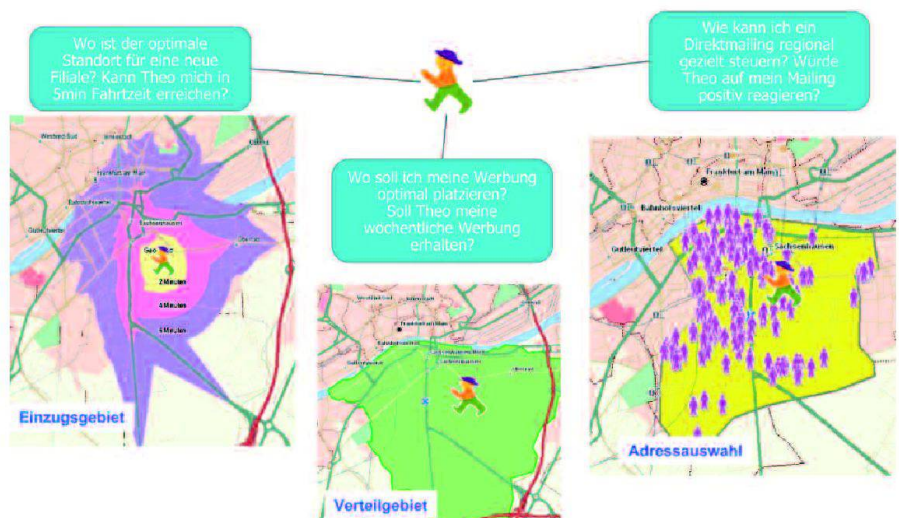 Wo ist der optimale
Standort für eine neue
Filiale? Kann Theo mich in
5min Fahrtzeit erreichen?
Wie kann ich ein
Direktmailing regional
gezielt steuern? Würde
Theo auf mein Mailing
positiv reagieren?
Wo soll ich meine Werbung
optimal platzieren?
Soll Theo meine
wöchentliche Werbung
erhalten?
Frankfurt am Main
Bahnhofsviertel
Gutleutviertel
2 Minuten
4 Minuten
6 Minuten
Einzugsgebiet
Frankfurt am Main
Verteilgebiet
Frankfurt am Main
Bahnhofsviertel
Gutleutviertel
Sachsenhausen
Adressauswahl